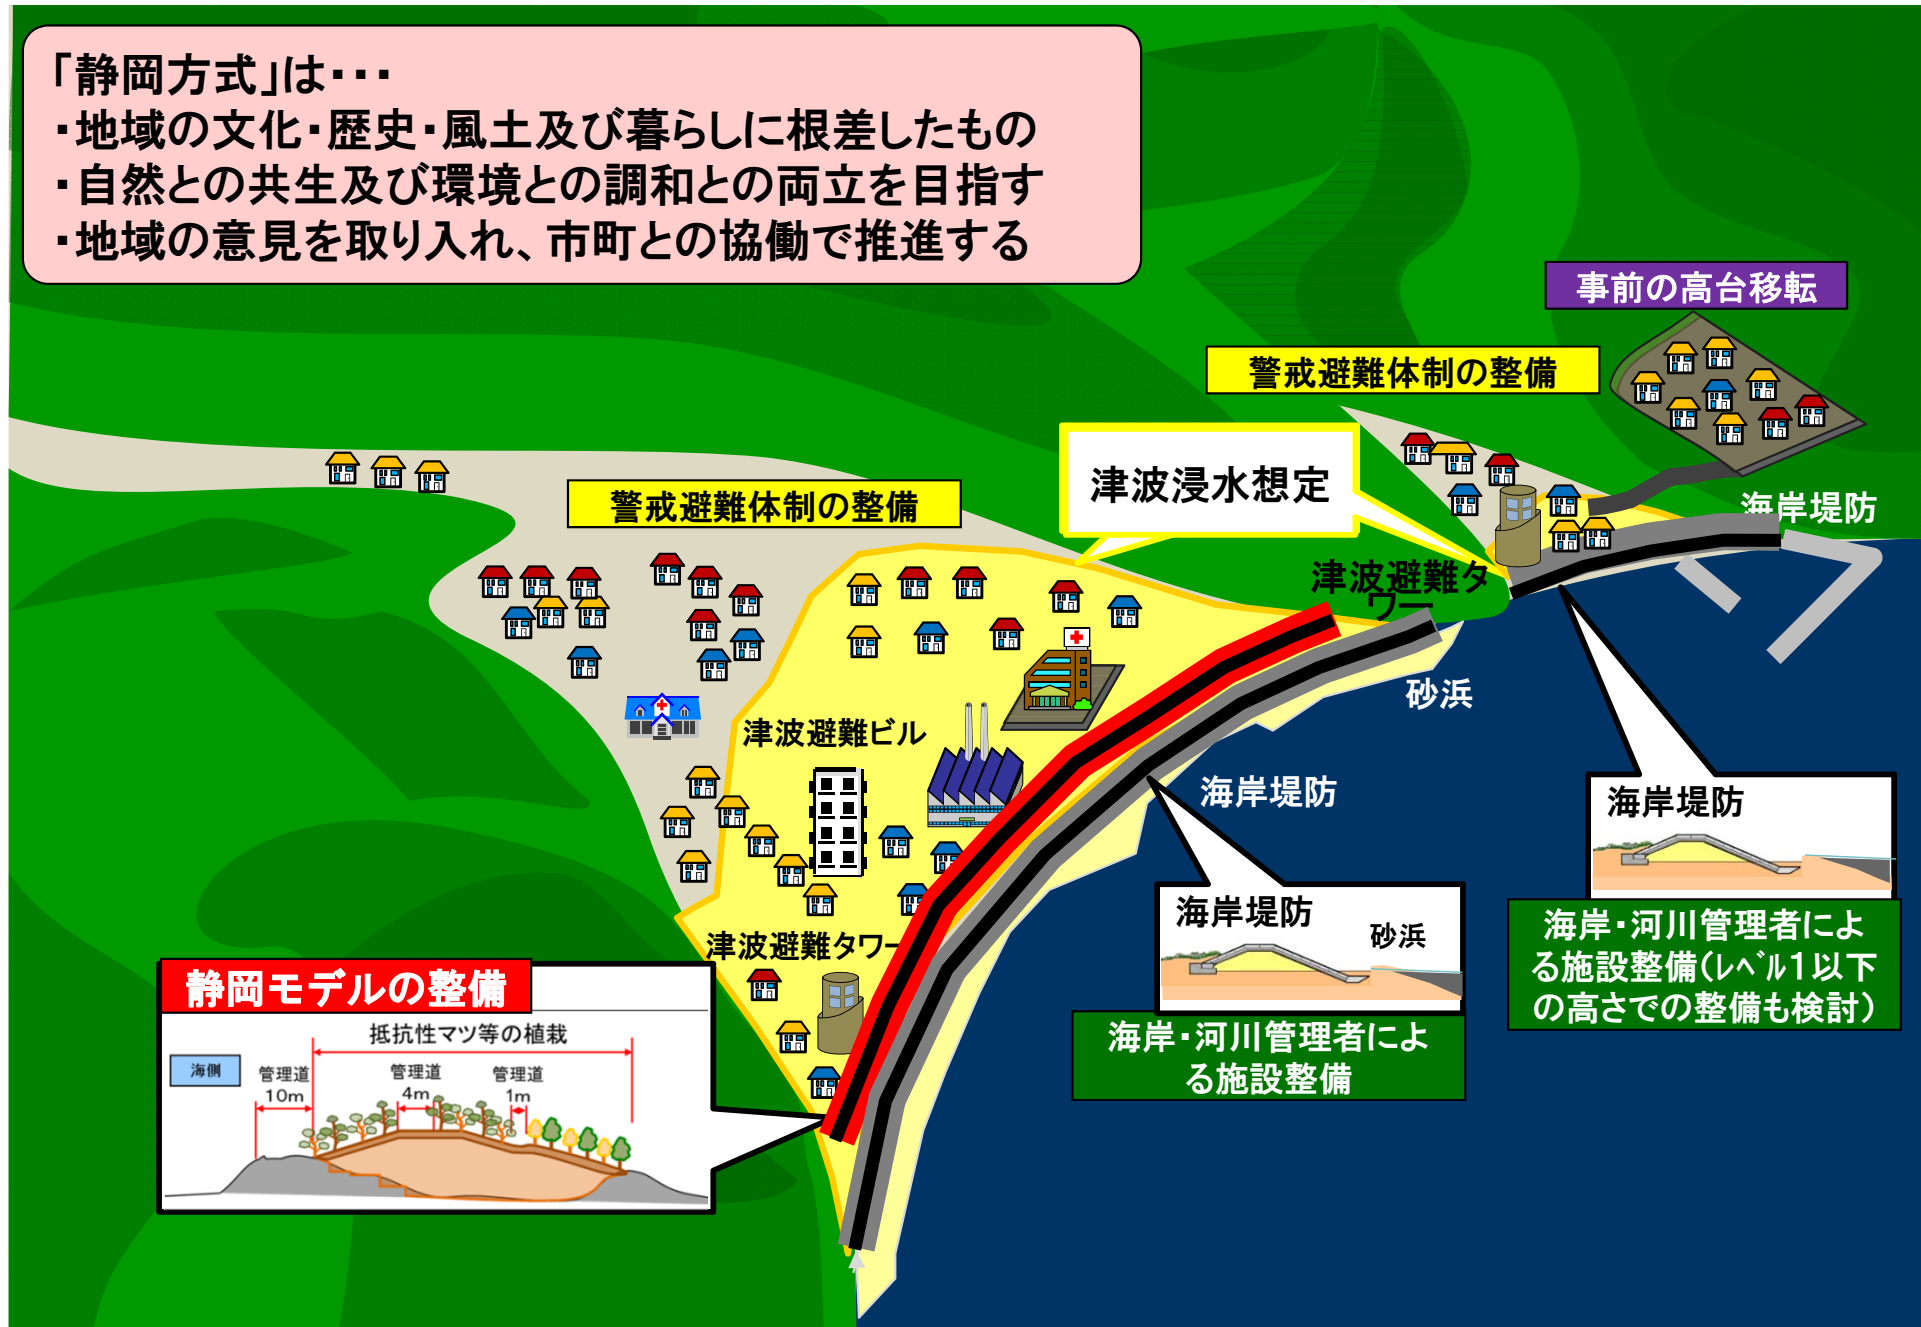 「静岡方式」は･･･
･地域の文化･歴史･風土及び暮らしに根差したもの
･自然との共生及び環境との調和との両立を目指す
･地域の意見を取り入れ、市町との協働で推進する
事前の高台移転
警戒避難体制の整備
津波浸水想定
警戒避難体制の整備
海岸堤防
津波避難タ
ワー
砂浜
津波避難ビル
海岸堤防
海岸堤防
海岸･河川管理者によ
る施設整備(ﾚﾍﾞﾙ1以下
の高さでの整備も検討)
海岸堤防
砂浜
海岸･河川管理者によ
る施設整備
津波避難タワー
静岡モデルの整備
抵抗性マツ等の植栽
海側
管理道
10m
管理道
4m
管理道
1m